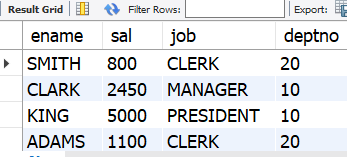 Result Grid Filter Rows: Export:
ename sal job deptno
SMITH 800 CLERK 20
CLARK 2450 MANAGER 10
KING 5000 PRESIDENT 10
ADAMS 1100 CLERK 20